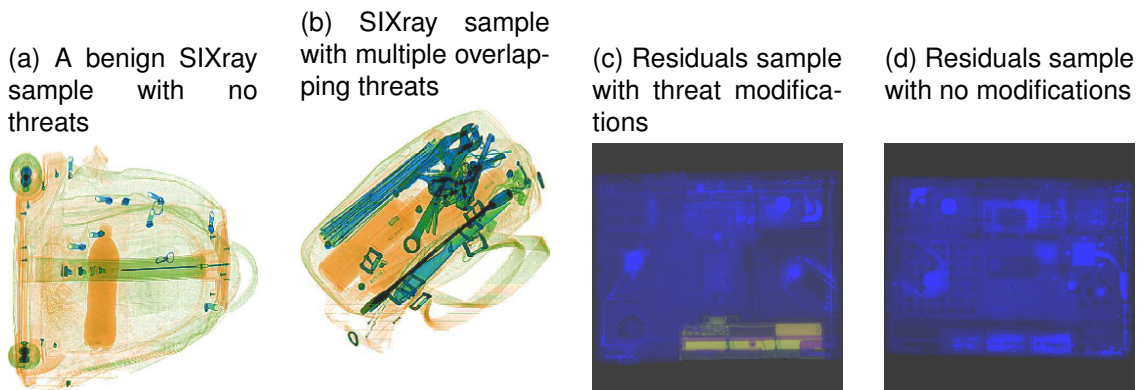 (a) A benign SIXray
sample with no
threats
(b) SIXray sample
with multiple overlap-
ping threats
(c) Residuals sample
with threat modifica-
tions
(d) Residuals sample
with no modifications